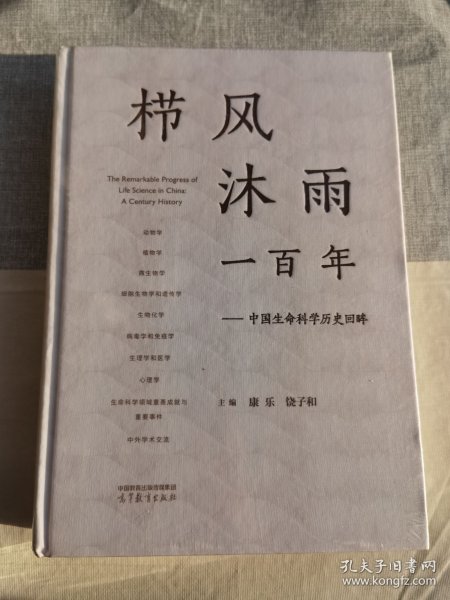 栉风
沐雨
一百年
——中国生命科学历史回眸
The Remarkable Progress of
Life Science in China:
A Century History
动物学
植物学
微生物学
细胞生物学和遗传学
生物化学
病毒学和免疫学
生理学和医学
心理学
生命科学领域重要成就与
重要事件
中外学术交流
主编 康乐 饶子和
中国教育出版传媒集团
高等教育出版社
孔夫子旧书网
www.kongfz.com